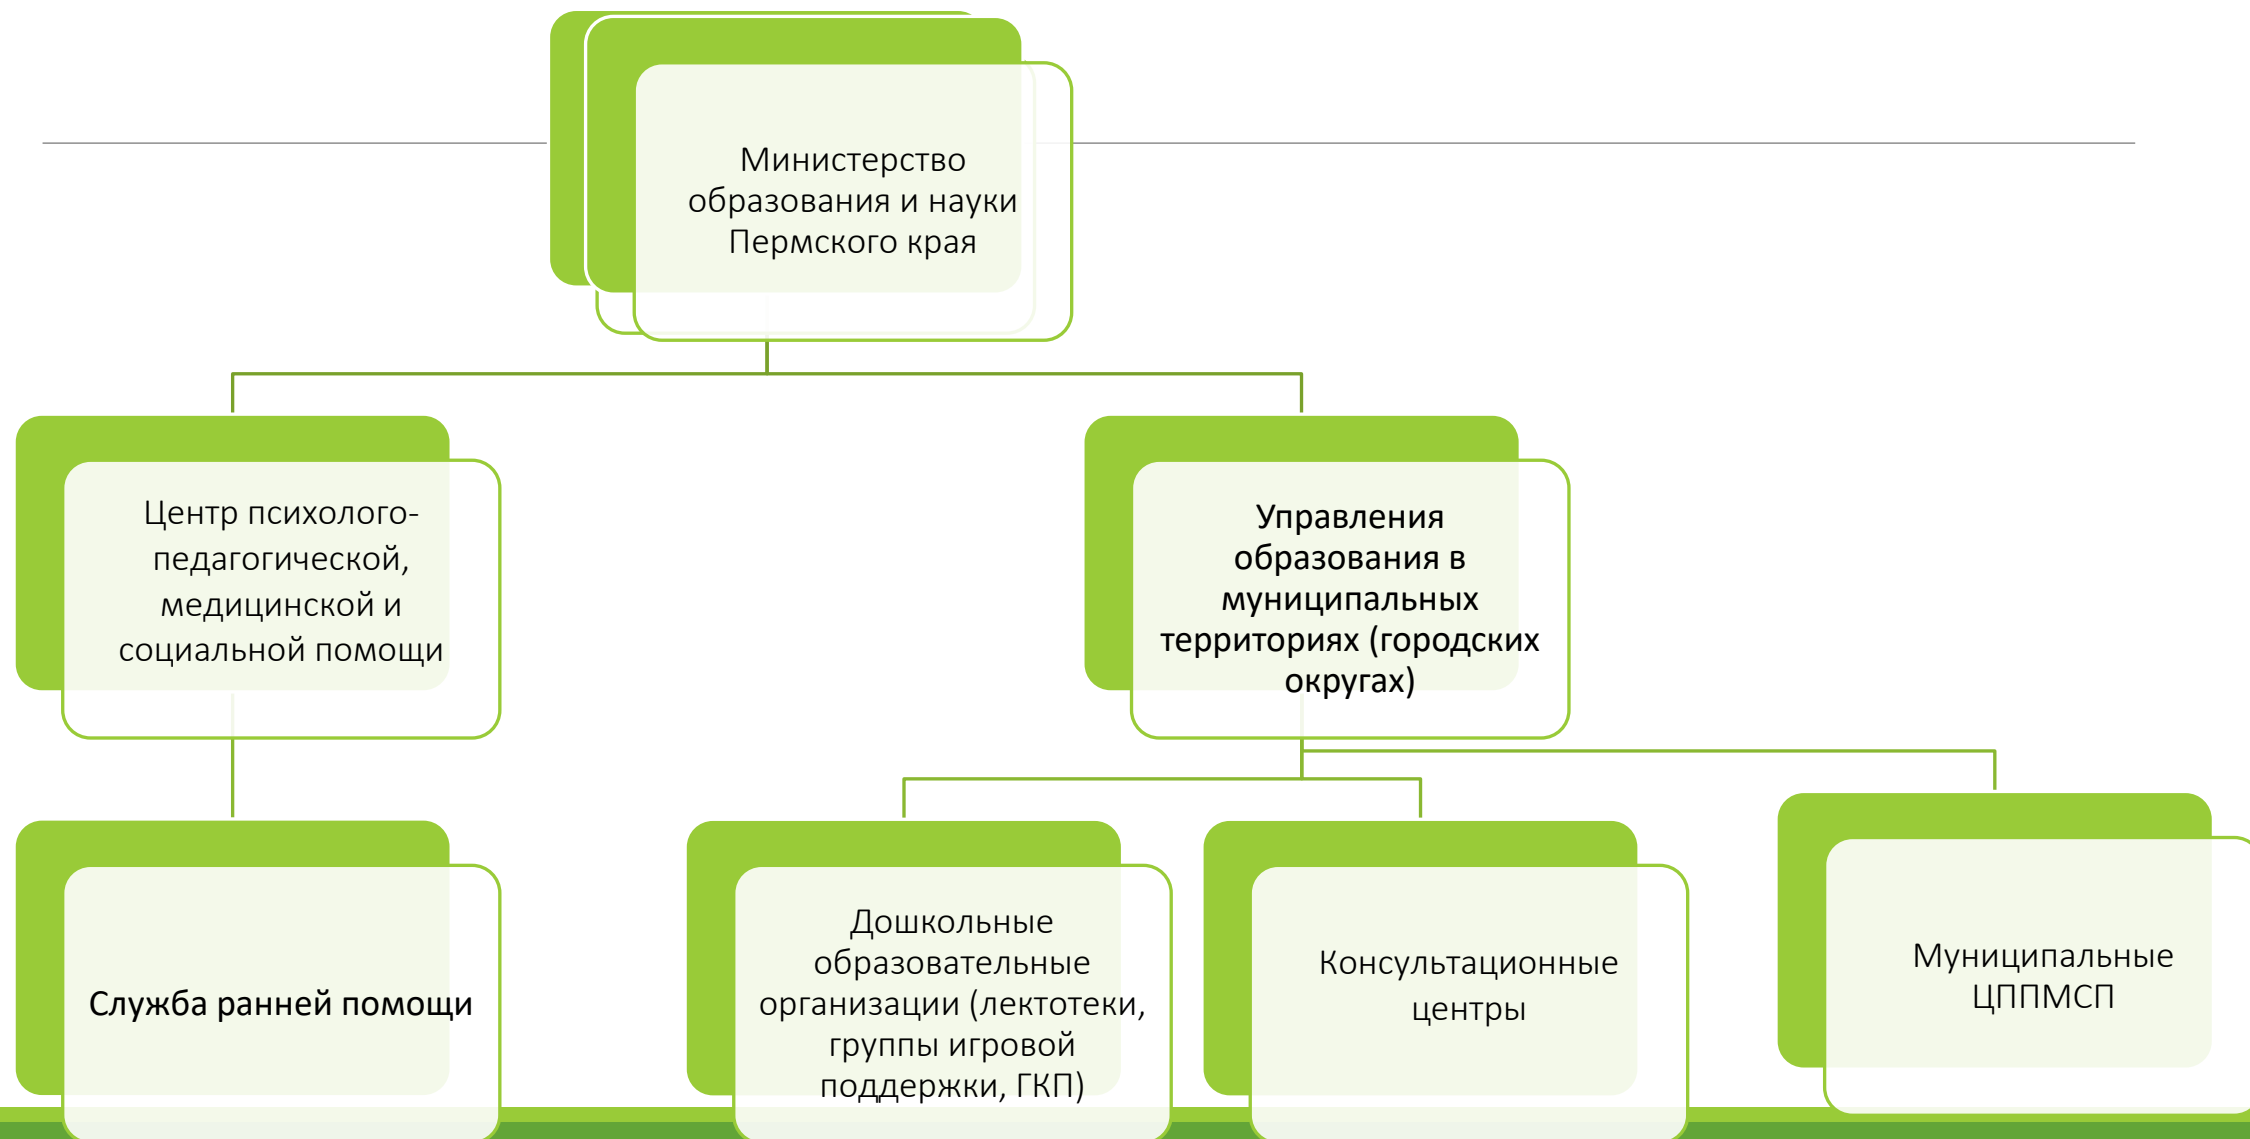 Министерство
образования и науки
Пермского края
Центр психолого-
педагогической,
медицинской и
социальной помощи
Управления
образования в
муниципальных
территориях (городских
округах)
Служба ранней помощи
Дошкольные
образовательные
организации (лектотеки,
группы игровой
поддержки, ГКП)
Консультационные
центры
Муниципальные
ЦППМСП